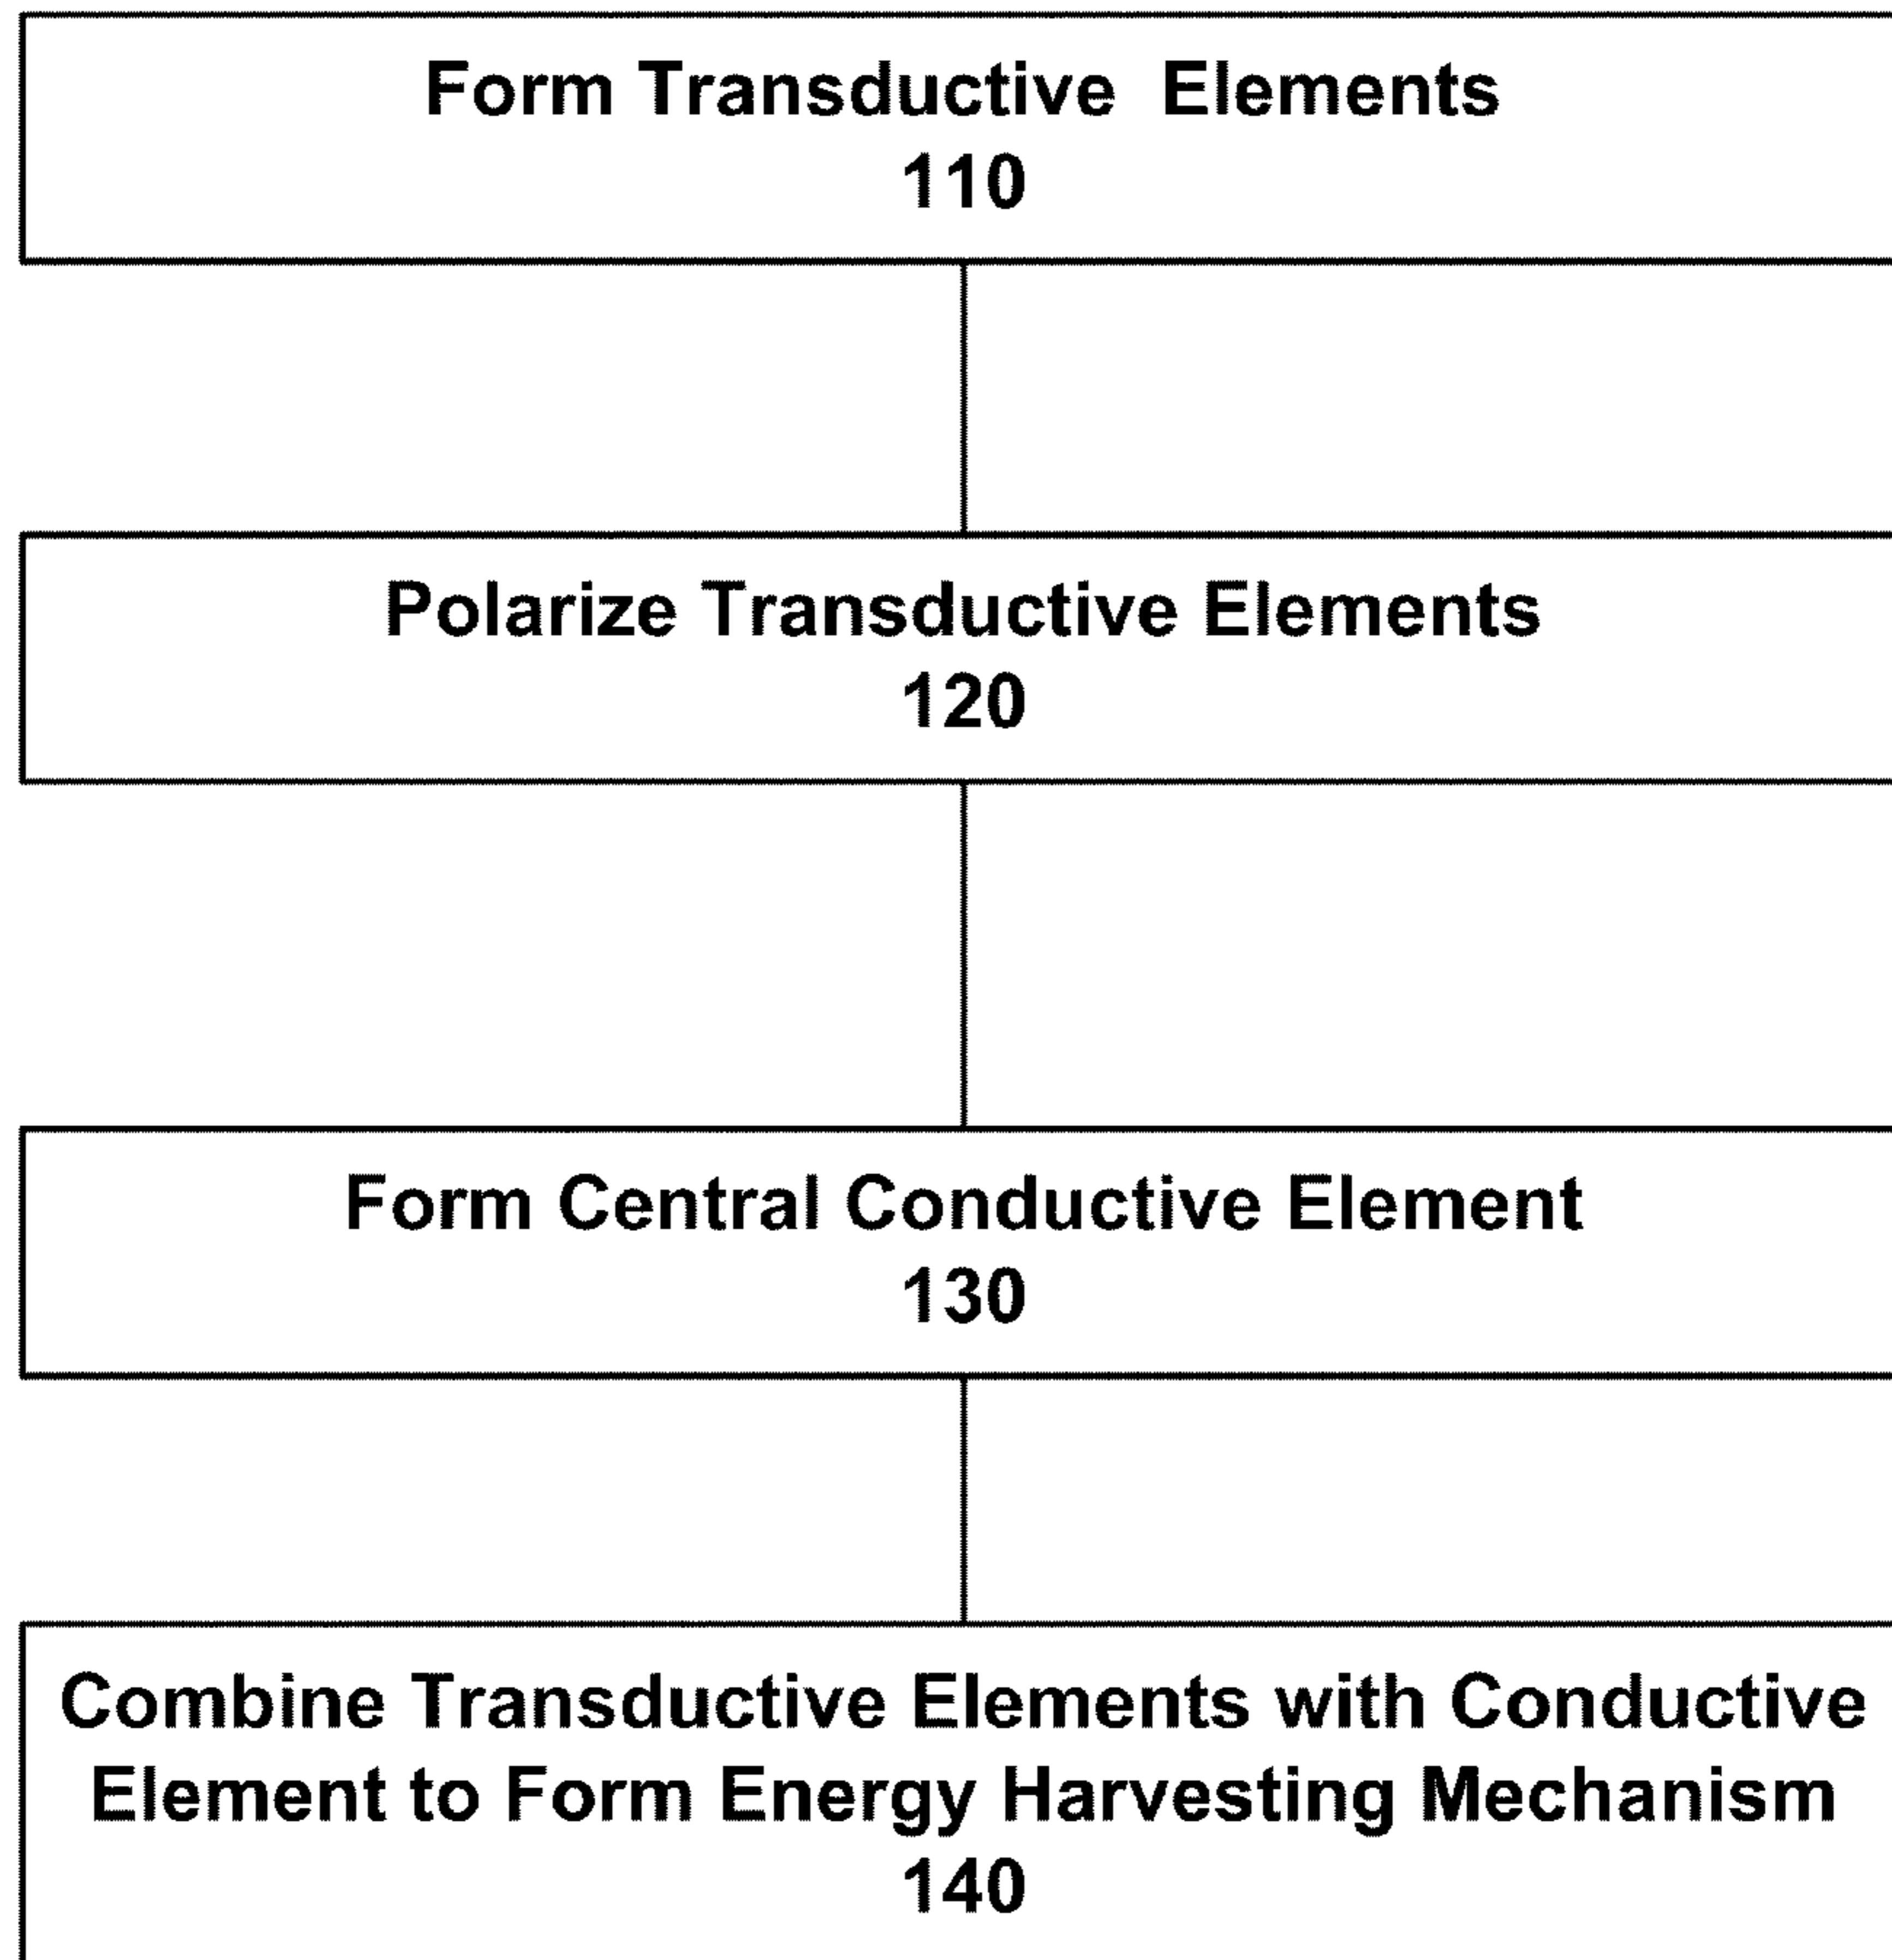 Form Transductive Elements
110
Polarize Transductive Elements
120
Form Central Conductive Element
130
Combine Transductive Elements with Conductive
Element to Form Energy Harvesting Mechanism
140